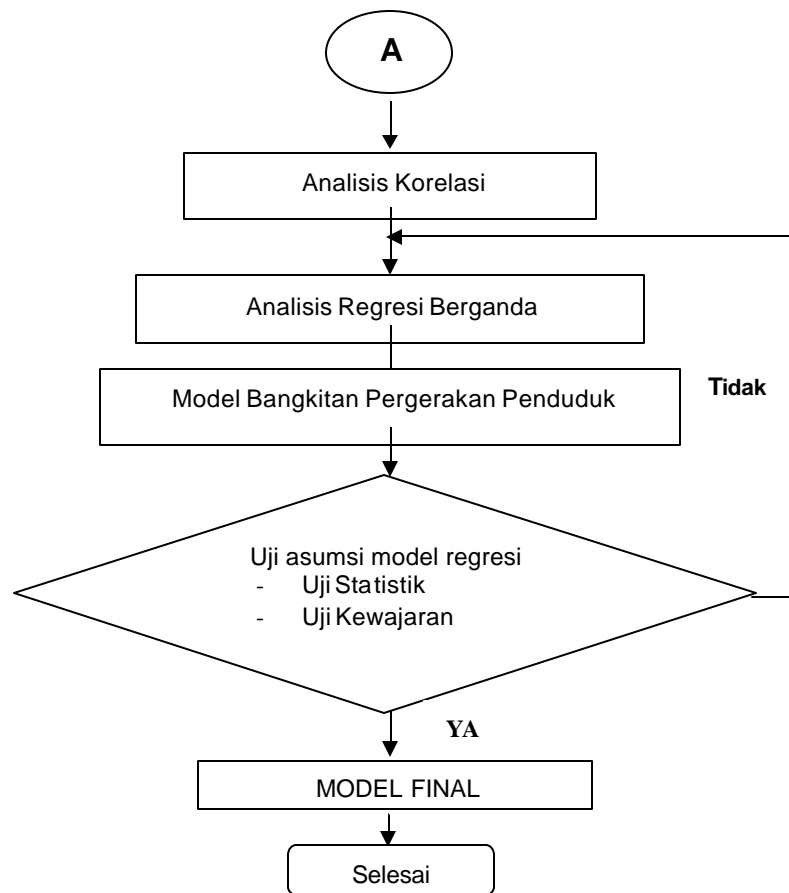 A
Analisis Korelasi
Analisis Regresi Berganda
Model Bangkitan Pergerakan Penduduk
Tidak
Uji asumsi model regresi
- Uji Statistik
- Uji Kewajaran
YA
MODEL FINAL
Selesai